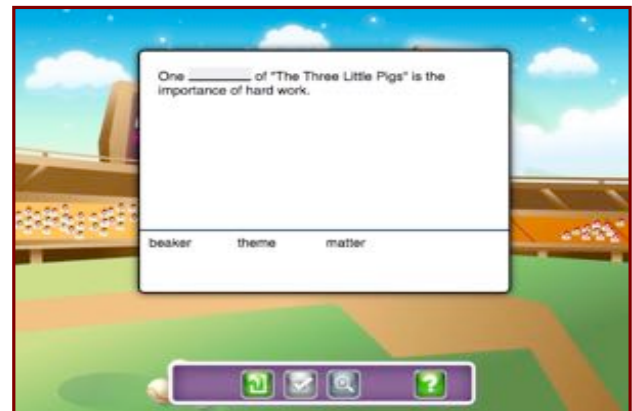 One ________ of "The Three Little Pigs" is the
importance of hard work.
beaker theme matter
?